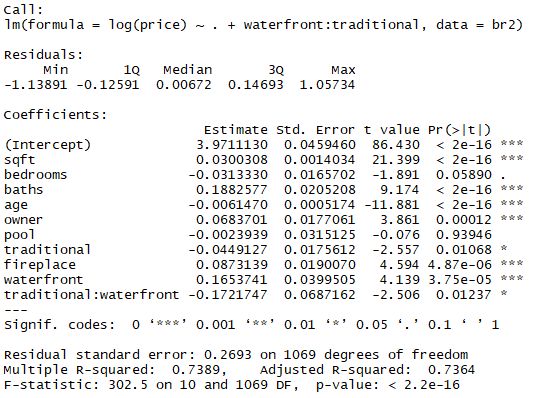 Call:
lm(formula = log(price) ~ . + waterfront:traditional, data = br2)
Residuals:
Min 1Q Median 3Q Max
-1.13891 -0.12591 0.00672 0.14693 1.05734
Coefficients:
Estimate Std. Error t value Pr(>|t|)
(Intercept) 3.9711130 0.0459460 86.430 < 2e-16 ***
sqft 0.0300308 0.0014034 21.399 < 2e-16 ***
bedrooms -0.0313330 0.0165702 -1.891 0.05890 .
baths 0.1882577 0.0205208 9.174 < 2e-16 ***
age -0.0061470 0.0005174 -11.881 < 2e-16 ***
owner 0.0683701 0.0177061 3.861 0.00012 ***
pool -0.0023939 0.0315125 -0.076 0.93946
traditional -0.0449127 0.0175612 -2.557 0.01068 *
fireplace 0.0873139 0.0190070 4.594 4.87e-06 ***
waterfront 0.1653741 0.0399505 4.139 3.75e-05 ***
traditional:waterfront -0.1721747 0.0687162 -2.506 0.01237 *
---
Signif. codes: 0 ‘***’ 0.001 ‘**’ 0.01 ‘*’ 0.05 ‘.’ 0.1 ‘ ’ 1
Residual standard error: 0.2693 on 1069 degrees of freedom
Multiple R-squared: 0.7389, Adjusted R-squared: 0.7364
F-statistic: 302.5 on 10 and 1069 DF, p-value: < 2.2e-16